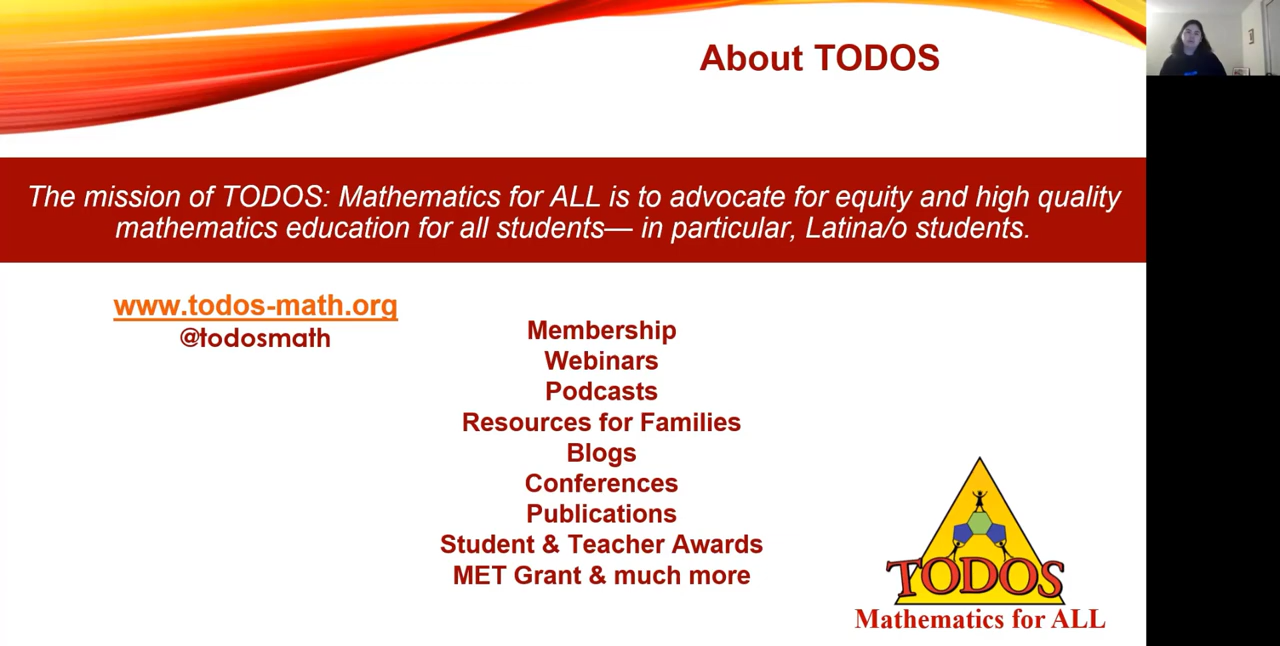 About TODOS
The mission of TODOS: Mathematics for ALL is to advocate for equity and high quality
mathematics education for all students— in particular, Latina/o students.
www.todos-math.org
@todosmath
Membership
Webinars
Podcasts
Resources for Families
Blogs
Conferences
Publications
Student & Teacher Awards
MET Grant & much more
TODOS
Mathematics for ALL